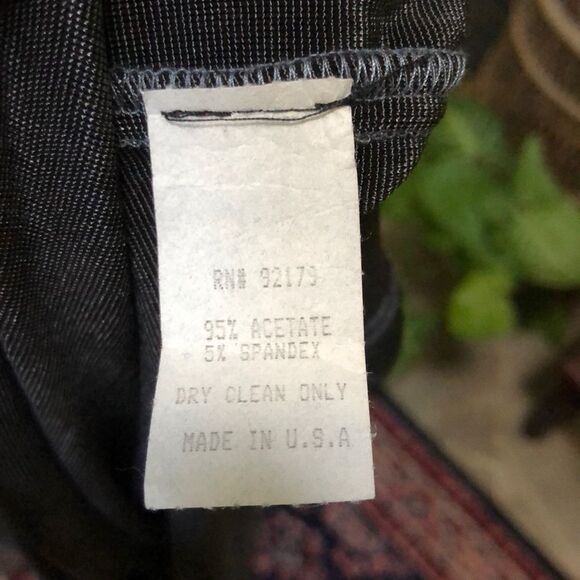 RN# 92179
95% ACETATE
5% SPANDEX
DRY CLEAN ONLY
MADE IN U.S.A